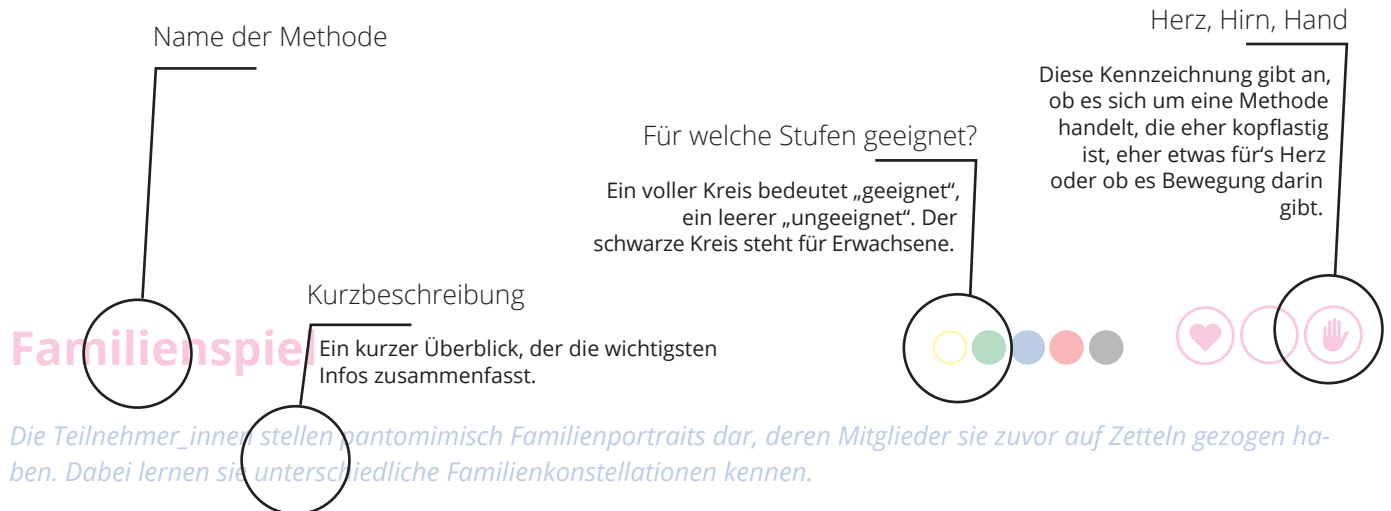 Name der Methode
Herz, Hirn, Hand
Diese Kennzeichnung gibt an,
ob es sich um eine Methode
handelt, die eher kopflastig
ist, eher etwas für‘s Herz
oder ob es Bewegung darin
gibt.
Für welche Stufen geeignet?
Ein voller Kreis bedeutet „geeignet“,
ein leerer „ungeeignet“. Der
schwarze Kreis steht für Erwachsene.
Kurzbeschreibung
Ein kurzer Überblick, der die wichtigsten
Infos zusammenfasst.
Familienspiel
Die Teilnehmer_innen stellen pantomimisch Familienportraits dar, deren Mitglieder sie zuvor auf Zetteln gezogen ha-
ben. Dabei lernen sie unterschiedliche Familienkonstellationen kennen.